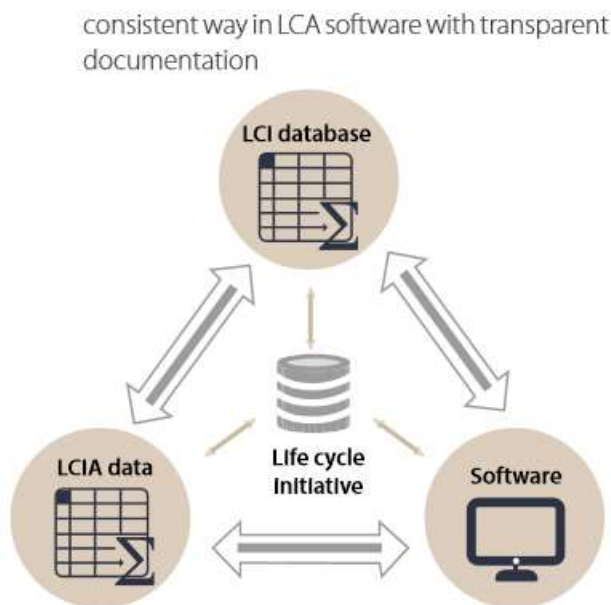 consistent way in LCA software with transparent
documentation
LCI database
Σ
LCIA data
Σ
Life cycle
Initiative
Software